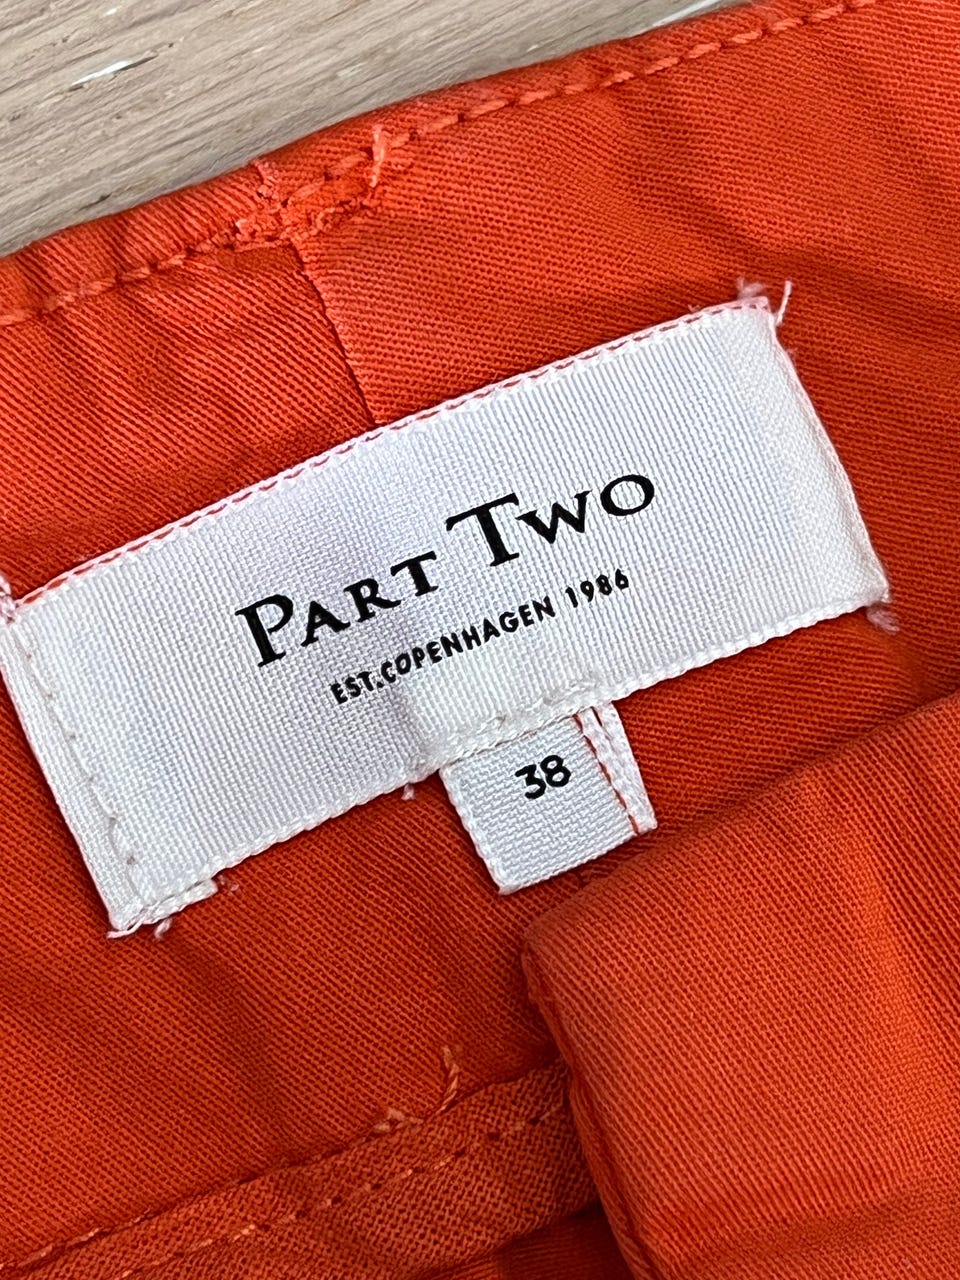 PART TWO
EST.COPENHAGEN 1986
38